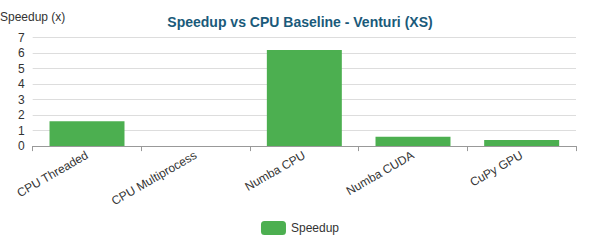 Speedup (x)
Speedup vs CPU Baseline - Venturi (XS)
7
6
5
4
3
2
1
0
CPU Threaded
CPU Multiprocess
Numba CPU
Numba CUDA
CuPy GPU
Speedup